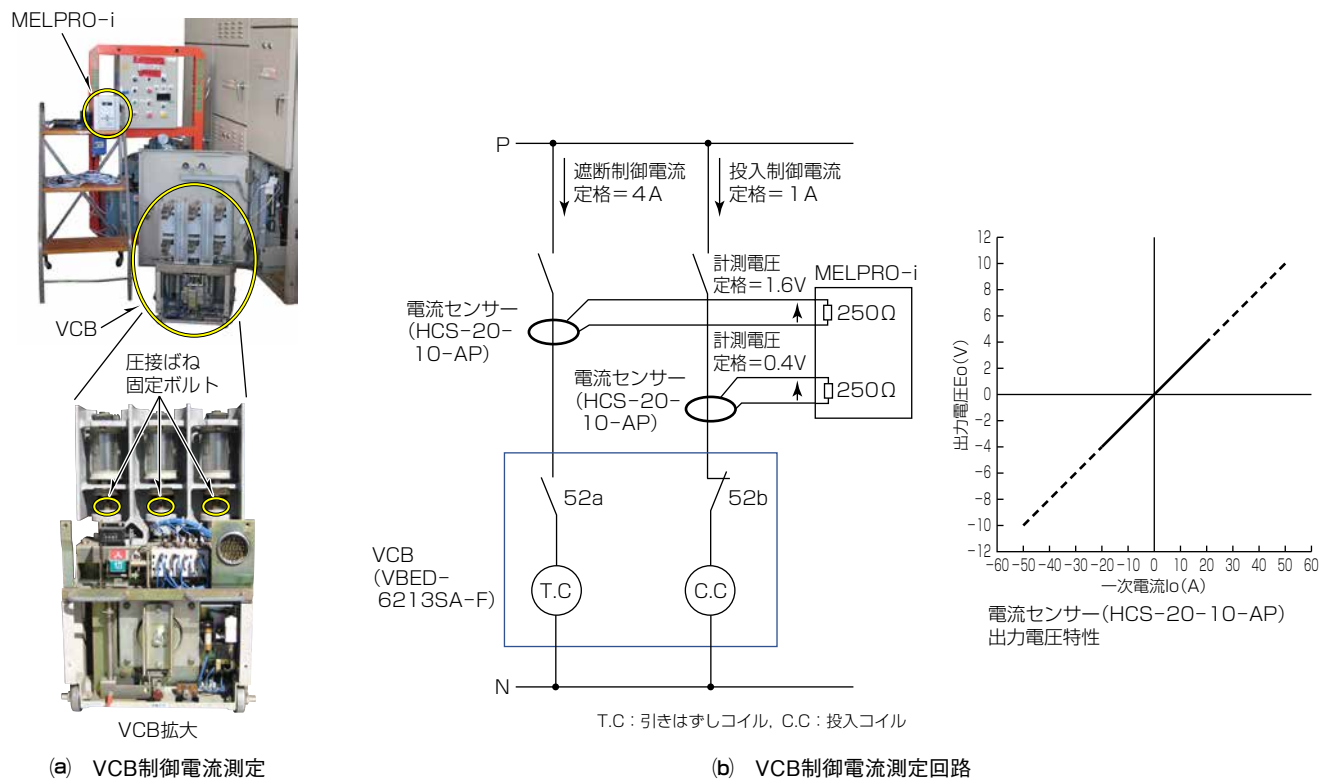 MELPRO-i
VCB
圧接ばね
固定ボルト
VCB拡大
(a) VCB制御電流測定
P
遮断制御電流
定格＝4A
投入制御電流
定格＝1A
計測電圧
定格＝1.6V
MELPRO-i
250Ω
電流センサー
(HCS-20-
10-AP)
計測電圧
定格＝0.4V
250Ω
電流センサー
(HCS-20-
10-AP)
52a
52b
VCB
(VBED-
6213SA-F)
T.C
C.C
N
T.C：引きはずしコイル, C.C：投入コイル
(b) VCB制御電流測定回路
出力電圧Eo(V)
12
10
8
6
4
2
0
-2
-4
-6
-8
-10
-12
-60 -50 -40 -30 -20 -10 0 10 20 30 40 50 60
一次電流Io(A)
電流センサー(HCS-20-10-AP)
出力電圧特性